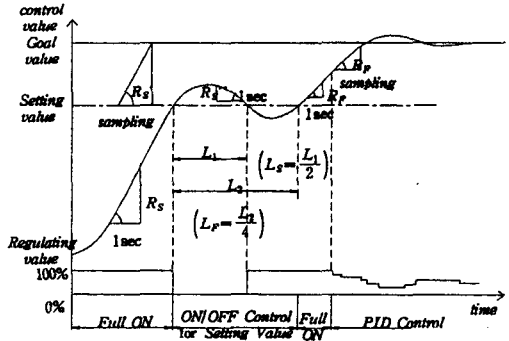 control
value
Goal
value
R_S
sampling
Setting
value
R_S
1sec
R_F
sampling
R_F
1sec
L_1
(L_S=L_1/2)
L_2
(L_F=L_2/4)
R_S
1sec
Regulating
value
100%
0%
time
Full ON
ON/OFF Control
for Setting Value
Full
ON
PID Control